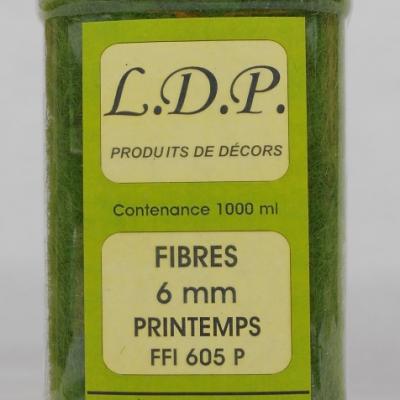 L.D.P.
PRODUITS DE DÉCORS
Contenance 1000 ml
FIBRES
6 mm
PRINTEMPS
FFI 605 P